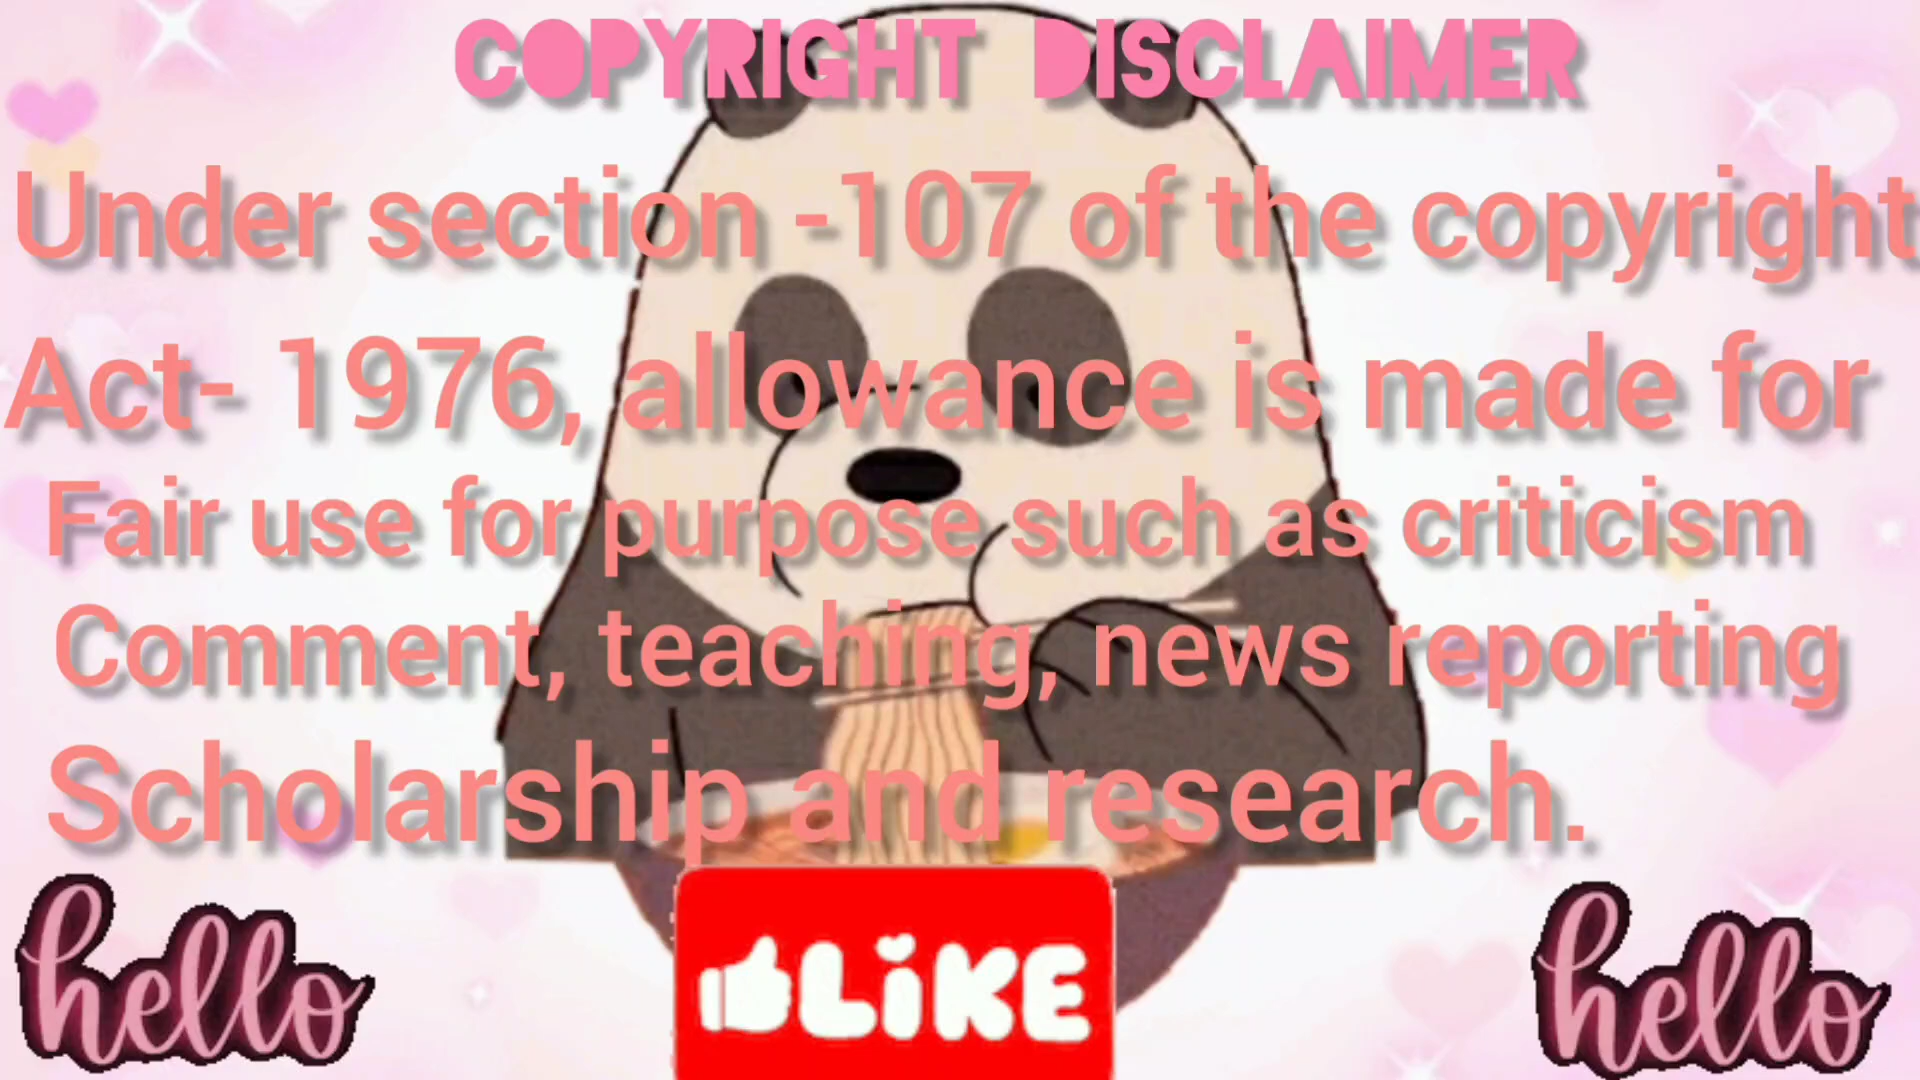 COPYRIGHT DISCLAIMER
Under section -107 of the copyright
Act- 1976, allowance is made for
Fair use for purpose such as criticism
Comment, teaching, news reporting
Scholarship and research.
hello
LiKE
hello